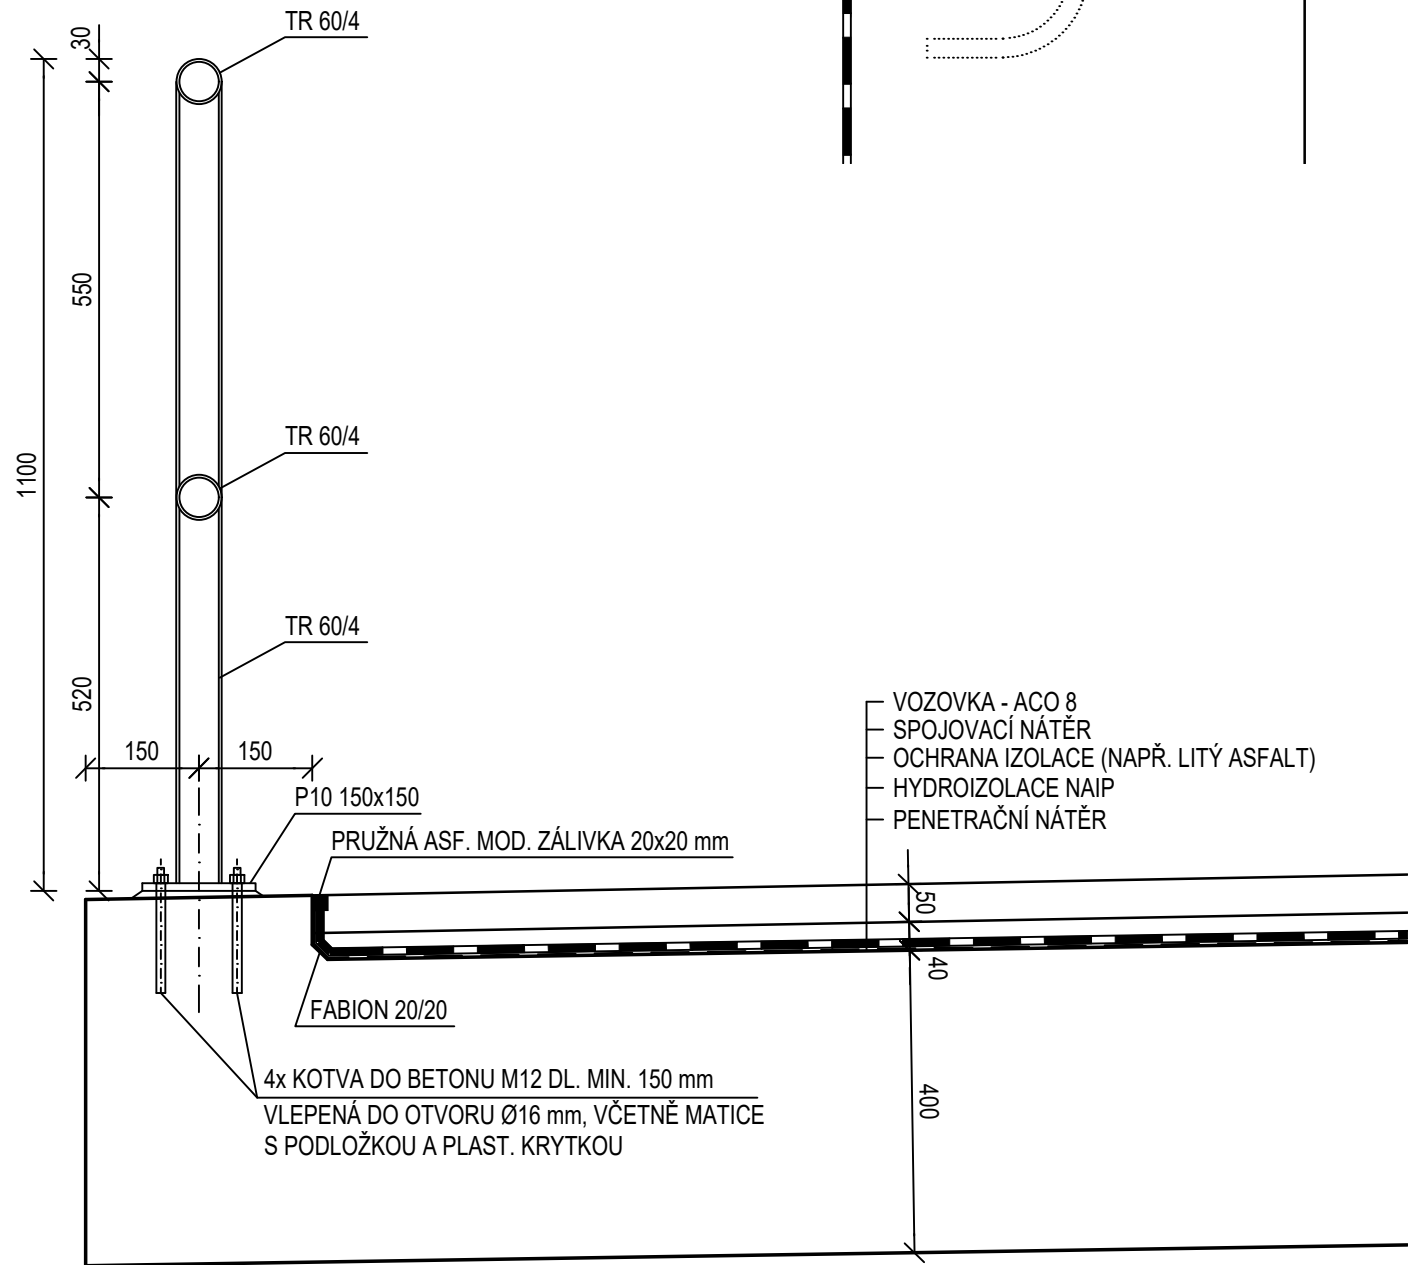 TR 60/4
30
550
1100
TR 60/4
TR 60/4
520
150
150
P10 150x150
PRUŽNÁ ASF. MOD. ZÁLIVKA 20x20 mm
VOZOVKA - ACO 8
SPOJOVACÍ NÁTĚR
OCHRANA IZOLACE (NAPŘ. LITÝ ASFALT)
HYDROIZOLACE NAIP
PENETRAČNÍ NÁTĚR
50
40
400
FABION 20/20
4x KOTVA DO BETONU M12 DL. MIN. 150 mm
VLEPENÁ DO OTVORU Ø16 mm, VČETNĚ MATICE
S PODLOŽKOU A PLAST. KRYTKOU